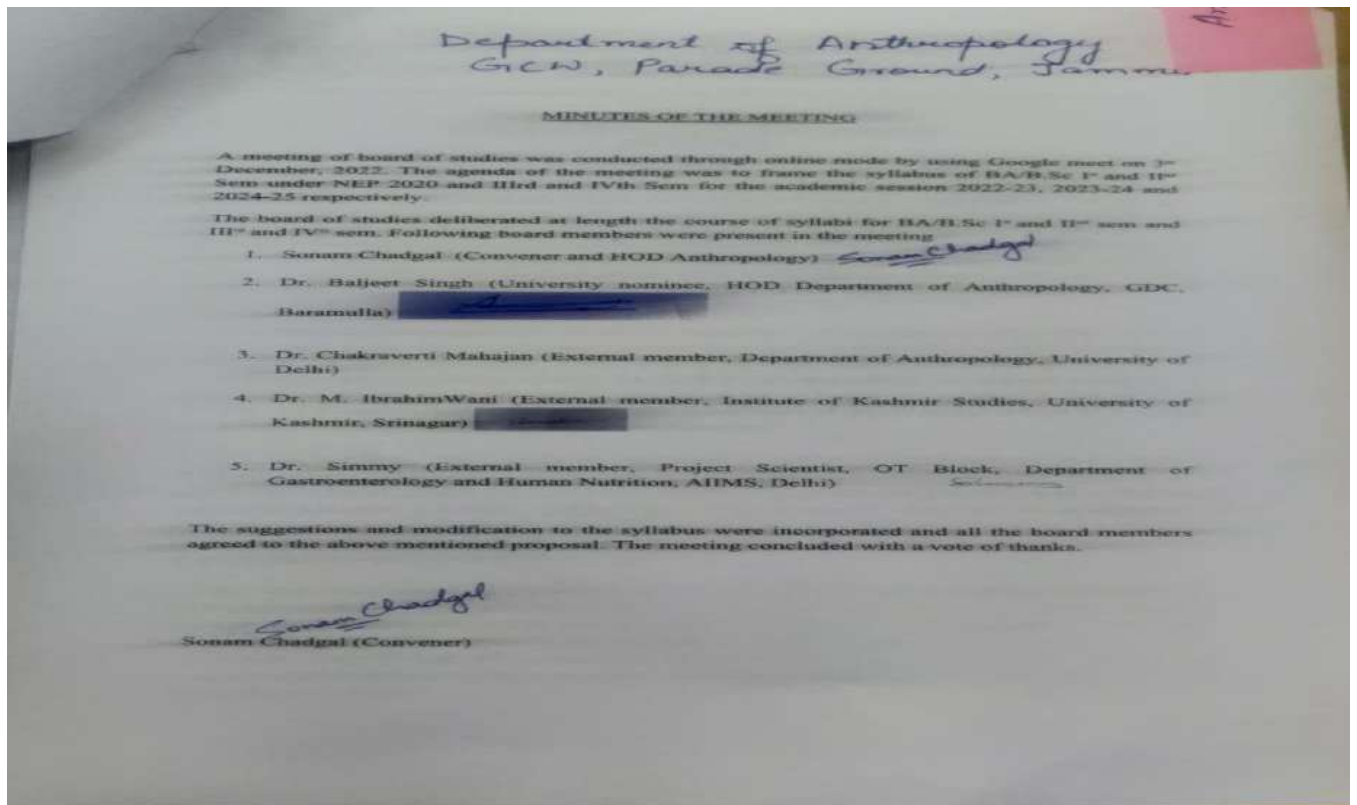 Department of Anthropology
GCW, Parade Ground, Jammu
MINUTES OF THE MEETING
A meeting of board of studies was conducted through online mode by using Google meet on
December, 2022. The agenda of the meeting was to frame the syllabus of BA/B.Sc Iˢᵗ and IIⁿᵈ
Sem under NEP 2020 and IIIrd and IVth Sem for the academic session 2022-23, 2023-24 and
2024-25 respectively.
The board of studies deliberated at length the course of syllabi for BA/B.Sc Iˢᵗ and IIⁿᵈ sem and
IIIʳᵈ and IVᵗʰ sem. Following board members were present in the meeting
1. Sonam Chadgal (Convener and HOD Anthropology) Sonam Chadgal
2. Dr. Baljeet Singh (University nominee, HOD Department of Anthropology, GDC,
Baramulla)
3. Dr. Chakraverti Mahajan (External member, Department of Anthropology, University of
Delhi)
4. Dr. M. IbrahimWani (External member, Institute of Kashmir Studies, University of
Kashmir, Srinagar)
5. Dr. Simmy (External member, Project Scientist, OT Block, Department of
Gastroenterology and Human Nutrition, AIIMS, Delhi)
The suggestions and modification to the syllabus were incorporated and all the board members
agreed to the above mentioned proposal. The meeting concluded with a vote of thanks.
Sonam Chadgal
Sonam Chadgal (Convener)